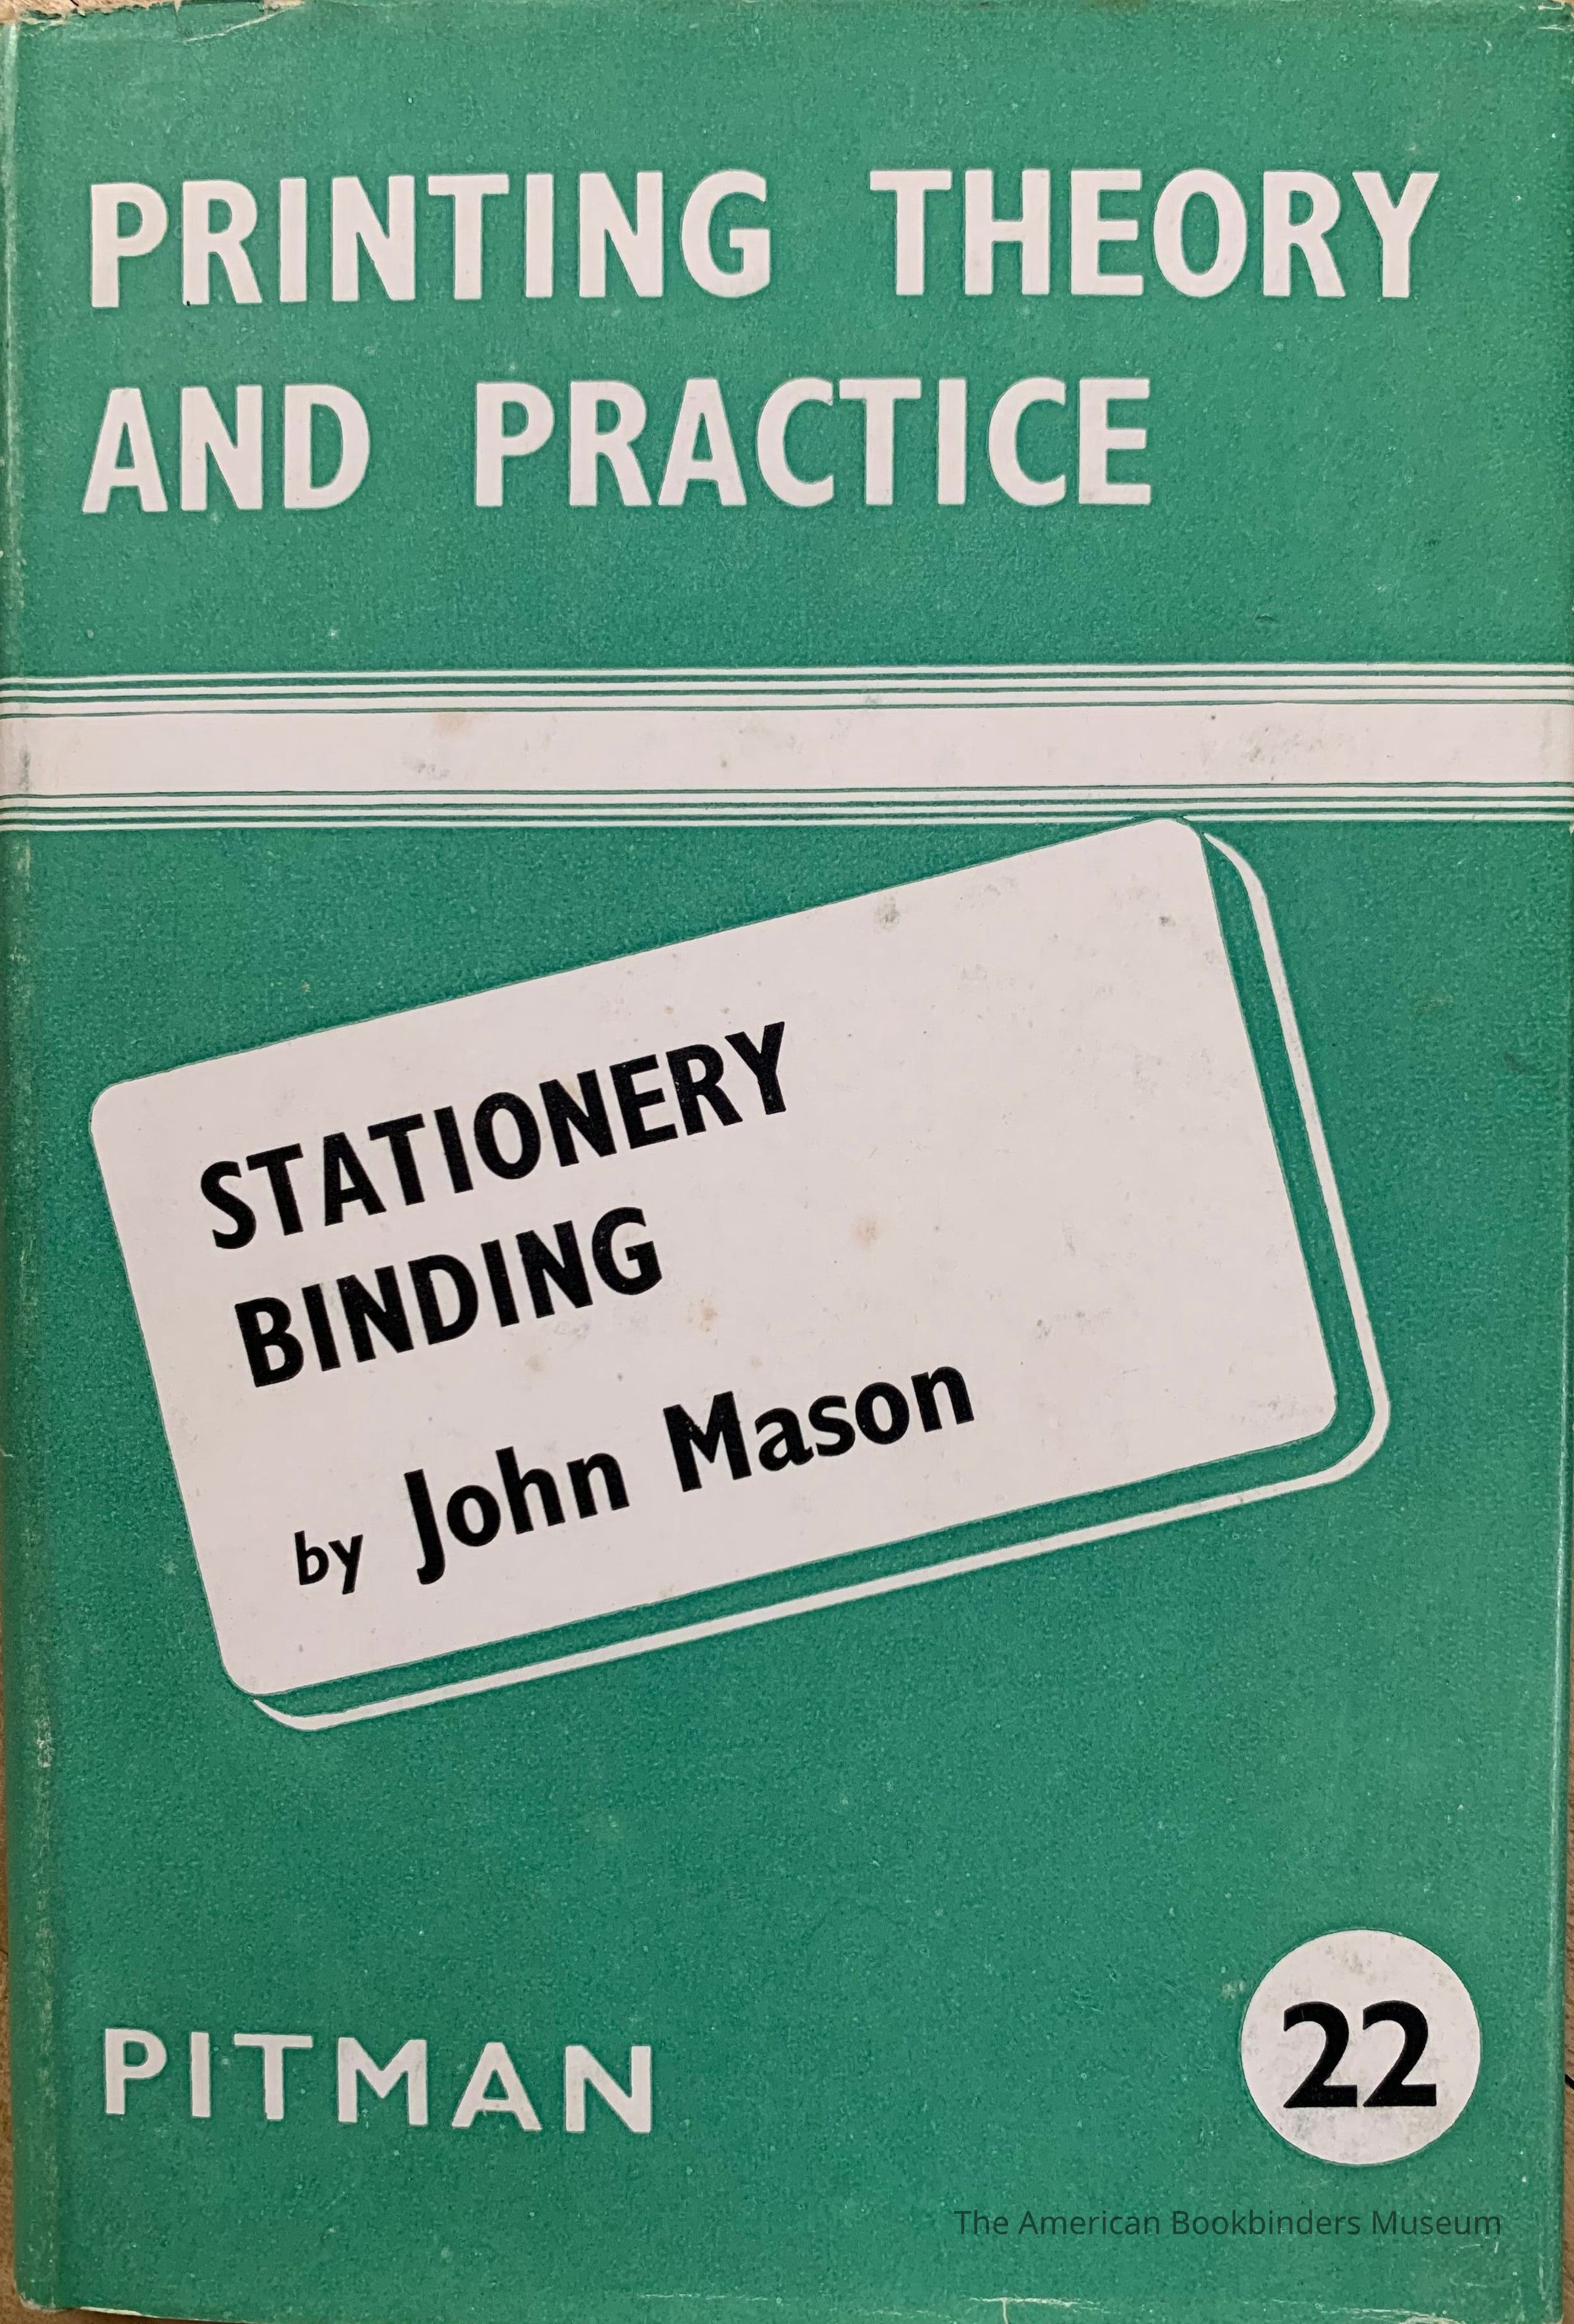 PRINTING THEORY
AND PRACTICE
STATIONERY
BINDING
by John Mason
PITMAN
22
The American Bookbinders Museum